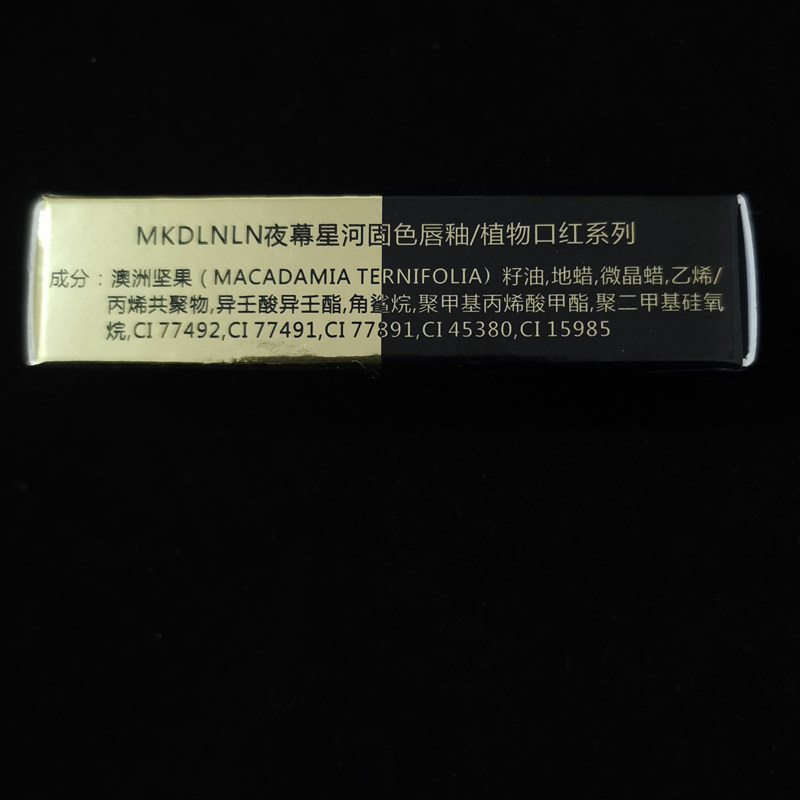 MKDLNLN夜幕星河固色唇釉/植物口红系列
成分：澳洲坚果（MACADAMIA TERNIFOLIA）籽油,地蜡,微晶蜡,乙烯/
丙烯共聚物,异壬酸异壬酯,角鲨烷,聚甲基丙烯酸甲酯,聚二甲基硅氧
烷,CI 77492,CI 77491,CI 77891,CI 45380,CI 15985